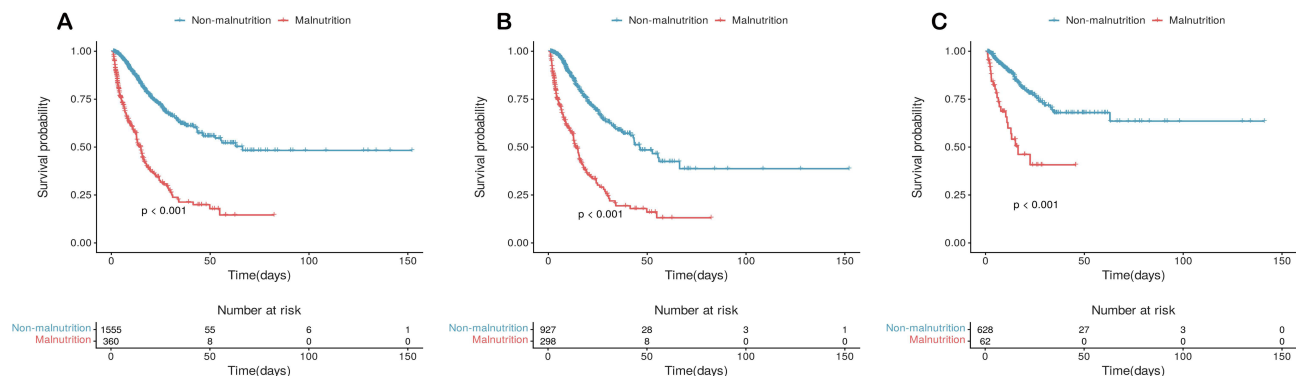 A
Non-malnutrition Malnutrition
1.00
0.75
0.50
0.25
0.00
Survival probability
p < 0.001
0 50 100 150
Time(days)
Number at risk
Non-malnutrition 1555 55 6 1
Malnutrition 360 8 0 0
0 50 100 150
Time(days)
B
Non-malnutrition Malnutrition
1.00
0.75
0.50
0.25
0.00
Survival probability
p < 0.001
0 50 100 150
Time(days)
Number at risk
Non-malnutrition 927 28 3 1
Malnutrition 298 8 0 0
0 50 100 150
Time(days)
C
Non-malnutrition Malnutrition
1.00
0.75
0.50
0.25
0.00
Survival probability
p < 0.001
0 50 100 150
Time(days)
Number at risk
Non-malnutrition 628 27 3 0
Malnutrition 62 0 0 0
0 50 100 150
Time(days)